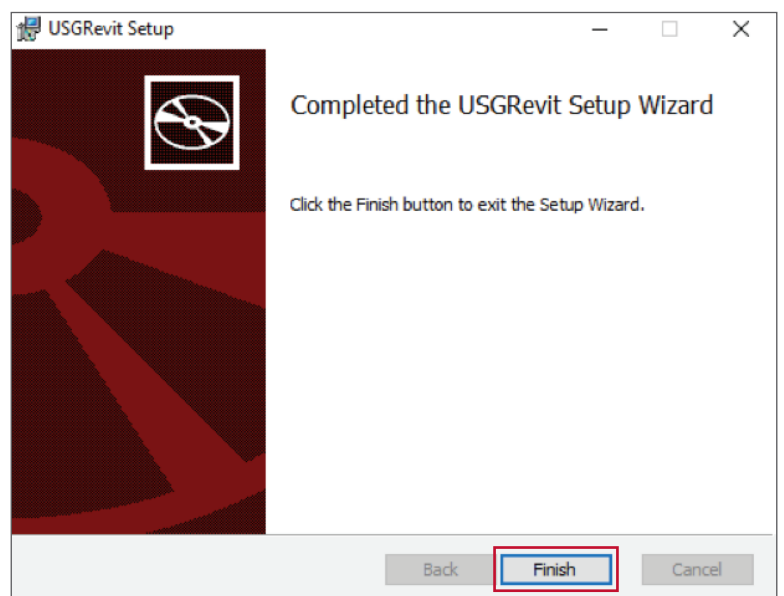 USGRevit Setup
Completed the USGRevit Setup Wizard
Click the Finish button to exit the Setup Wizard.
Back
Finish
Cancel